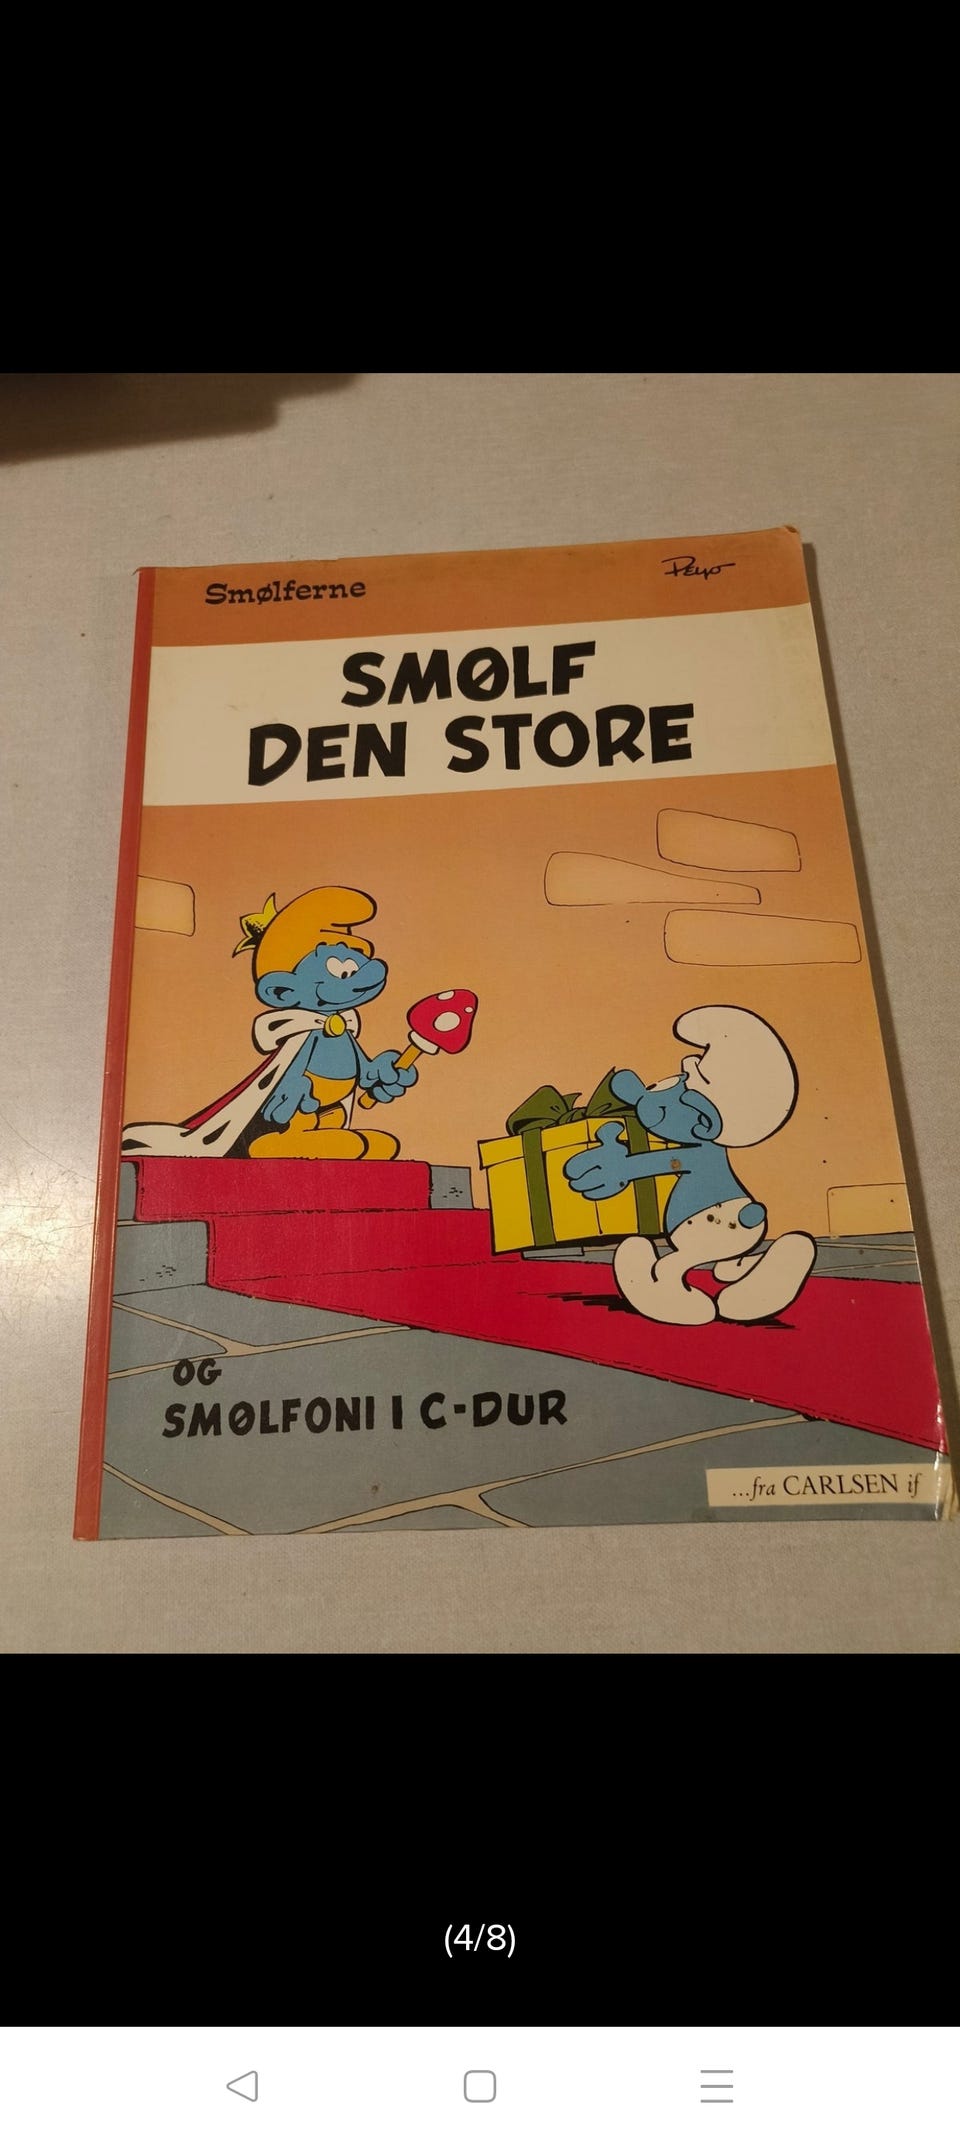 Smølferne
Peyo
SMØLF
DEN STORE
OG
SMØLFONI I C-DUR
...fra CARLSEN if
(4/8)